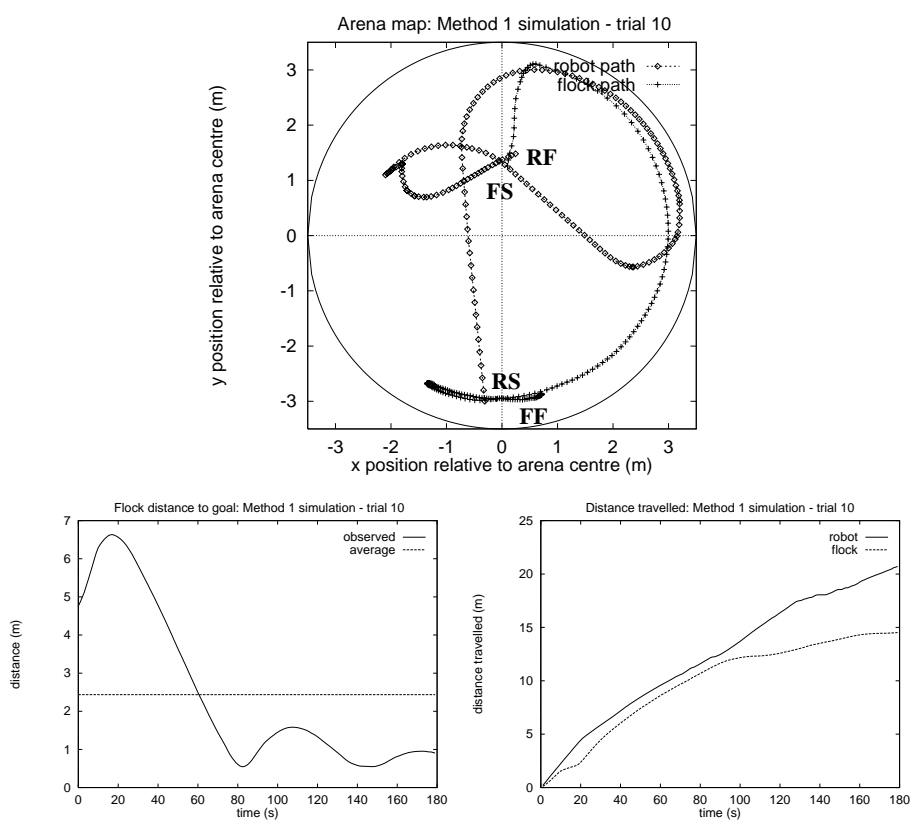 Arena map: Method 1 simulation - trial 10
robot path
flock path
y position relative to arena centre (m)
3
2
1
0
-1
-2
-3
RF
FS
RS
FF
-3 -2 -1 0 1 2 3
x position relative to arena centre (m)
Flock distance to goal: Method 1 simulation - trial 10
observed
average
distance (m)
7
6
5
4
3
2
1
0
0 20 40 60 80 100 120 140 160 180
time (s)
Distance travelled: Method 1 simulation - trial 10
robot
flock
distance travelled (m)
25
20
15
10
5
0
0 20 40 60 80 100 120 140 160 180
time (s)